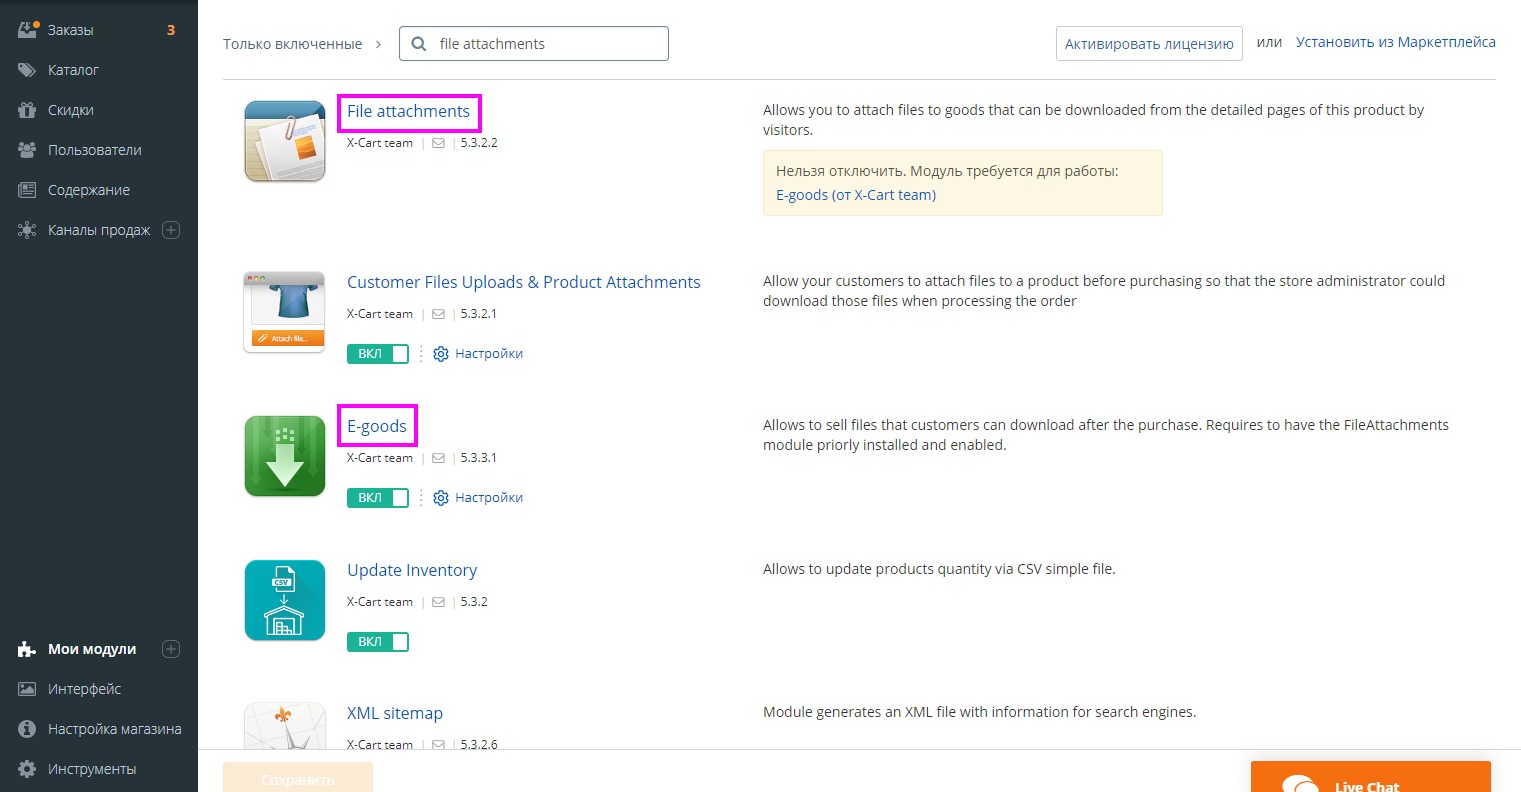 Заказы
3
Каталог
Скидки
Пользователи
Содержание
Каналы продаж
Мои модули
Интерфейс
Настройка магазина
Инструменты
Только включенные
file attachments
Активировать лицензию
или
Установить из Маркетплейса
File attachments
X-Cart team | 5.3.2.2
Allows you to attach files to goods that can be downloaded from the detailed pages of this product by
visitors.
Нельзя отключить. Модуль требуется для работы:
E-goods (от X-Cart team)
Attach file...
Customer Files Uploads & Product Attachments
X-Cart team | 5.3.2.1
ВКЛ
Настройки
Allow your customers to attach files to a product before purchasing so that the store administrator could
download those files when processing the order
E-goods
X-Cart team | 5.3.3.1
ВКЛ
Настройки
Allows to sell files that customers can download after the purchase. Requires to have the FileAttachments
module priorly installed and enabled.
CSV
Update Inventory
X-Cart team | 5.3.2
ВКЛ
Allows to update products quantity via CSV simple file.
XML sitemap
X-Cart team | 5.3.2.6
Module generates an XML file with information for search engines.
Сохранить
Live Chat